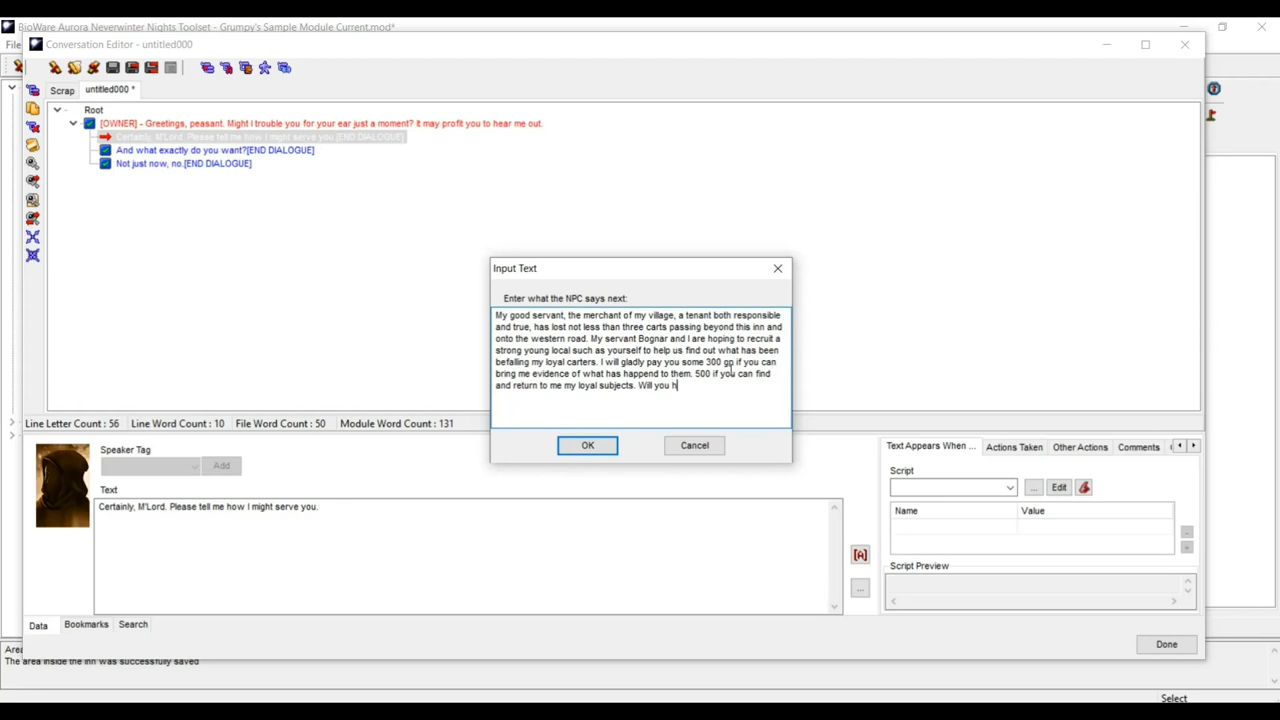 BioWare Aurora Neverwinter Nights Toolset - Grumpy's Sample Module Current.mod*
File
Conversation Editor - untitled000
Scrap
untitled000 *
Root
[OWNER] - Greetings, peasant. Might I trouble you for your ear just a moment? it may profit you to hear me out.
Certainly, M'Lord. Please tell me how I might serve you.[END DIALOGUE]
And what exactly do you want?[END DIALOGUE]
Not just now, no.[END DIALOGUE]
Input Text
Enter what the NPC says next:
My good servant, the merchant of my village, a tenant both responsible
and true, has lost not less than three carts passing beyond this inn and
onto the western road. My servant Bognar and I are hoping to recruit a
strong young local such as yourself to help us find out what has been
befalling my loyal carters. I will gladly pay you some 300 gp if you can
bring me evidence of what has happend to them. 500 if you can find
and return to me my loyal subjects. Will you h
OK
Cancel
Line Letter Count : 56
Line Word Count : 10
File Word Count : 50
Module Word Count : 131
Speaker Tag
Add
Text
Certainly, M'Lord. Please tell me how I might serve you.
[A]
...
Text Appears When ...
Actions Taken
Other Actions
Comments
Script
...
Edit
Name
Value
Script Preview
Data
Bookmarks
Search
Done
Area
The area inside the inn was successfully saved
Select